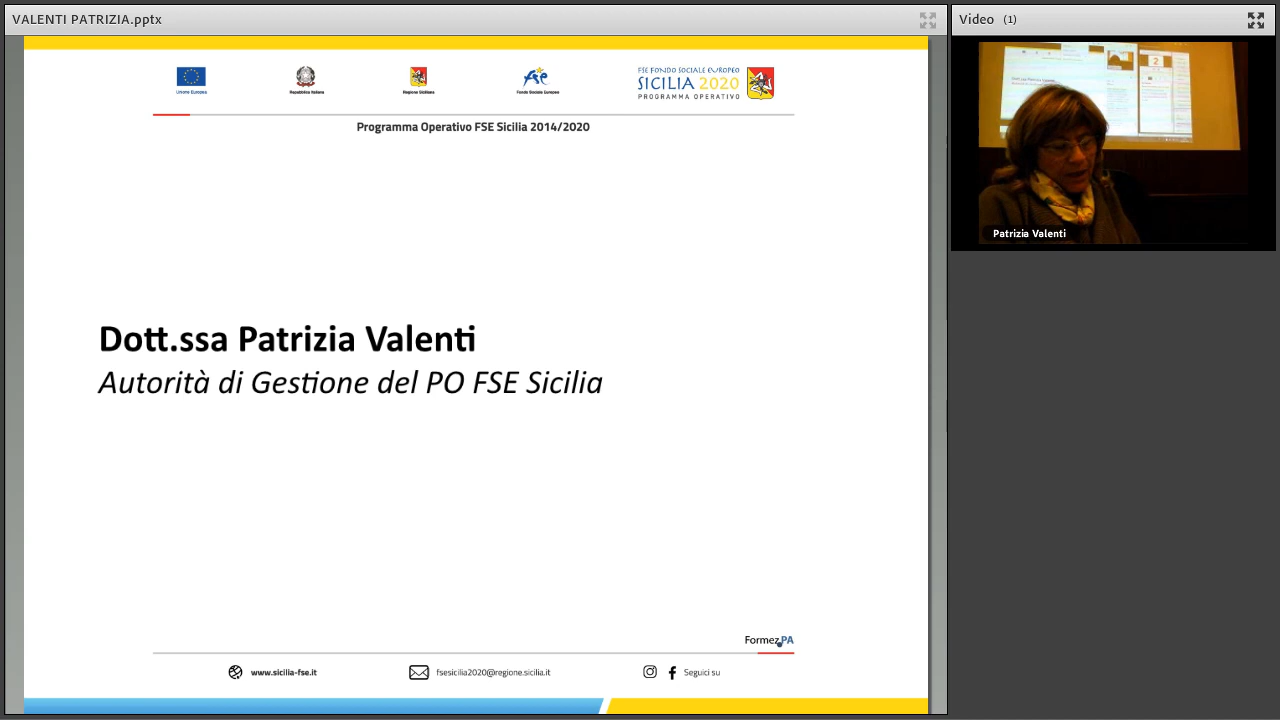 VALENTI PATRIZIA.pptx
Video (1)
Unione Europea
Repubblica Italiana
Regione Siciliana
Fondo Sociale Europeo
FSE FONDO SOCIALE EUROPEO
SICILIA 2020
PROGRAMMA OPERATIVO
Programma Operativo FSE Sicilia 2014/2020
Patrizia Valenti
Dott.ssa Patrizia Valenti
Autorità di Gestione del PO FSE Sicilia
Formez PA
www.sicilia-fse.it
fsesicilia2020@regione.sicilia.it
Seguici su